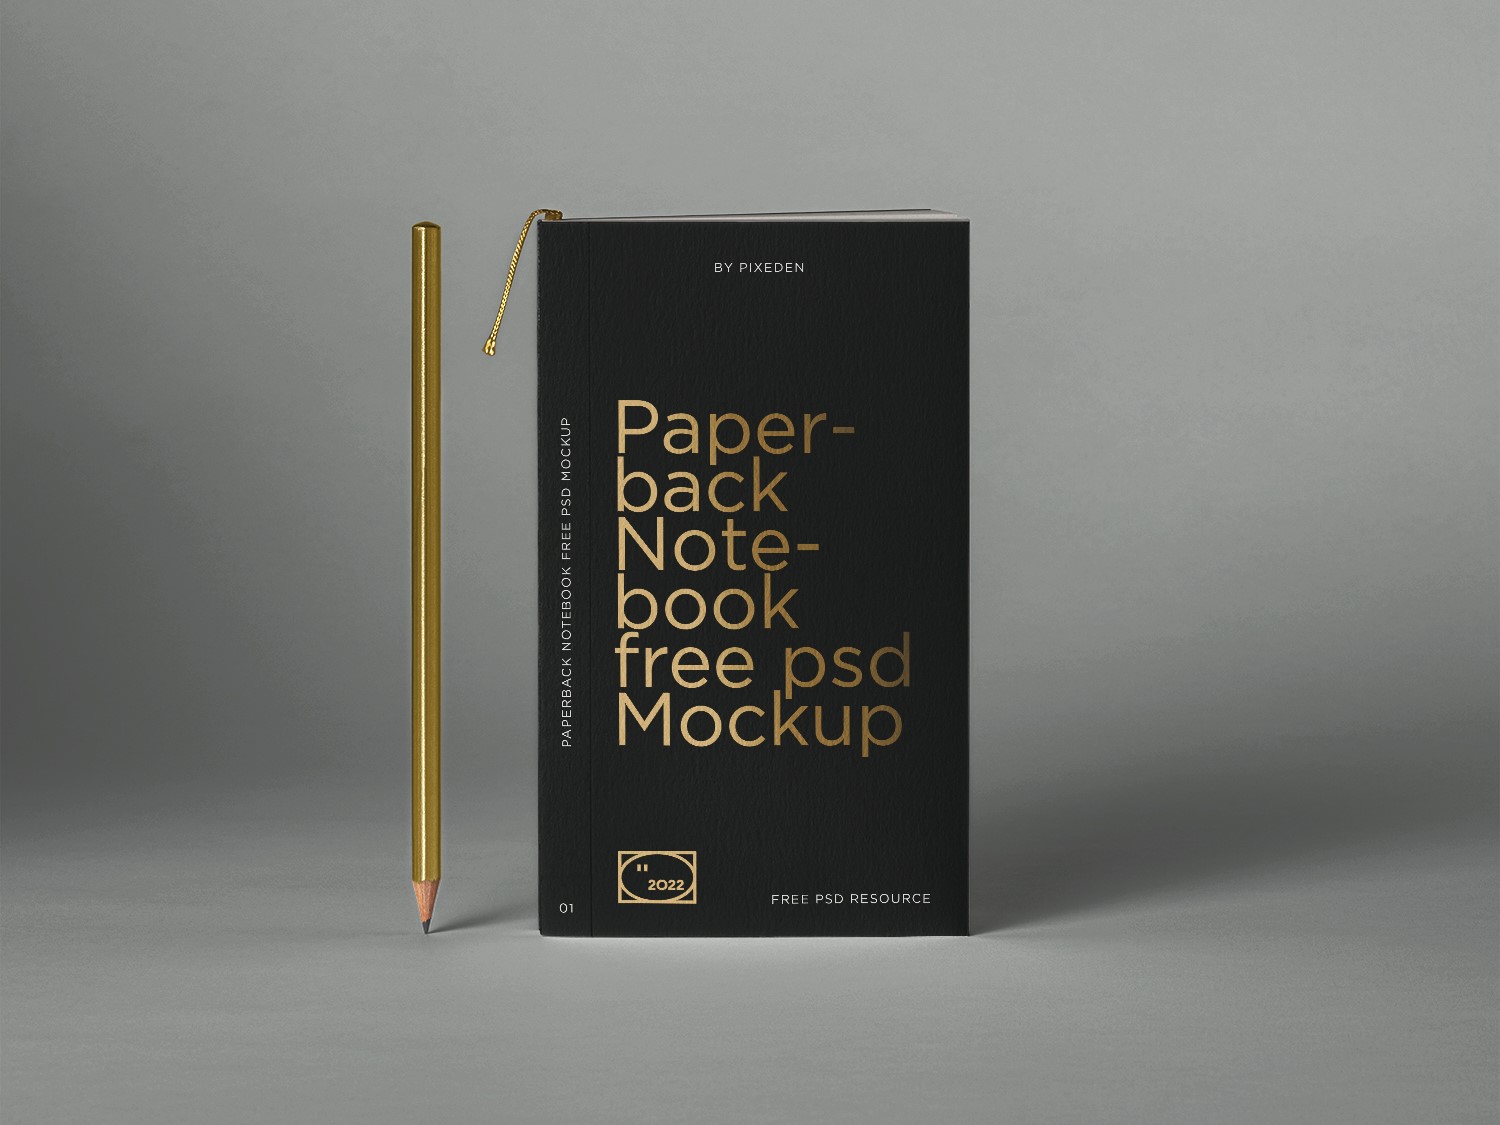 BY PIXEDEN
Paper-
back
Note-
book
free psd
Mockup
PAPERBACK NOTEBOOK FREE PSD MOCKUP
01
" 2022
FREE PSD RESOURCE